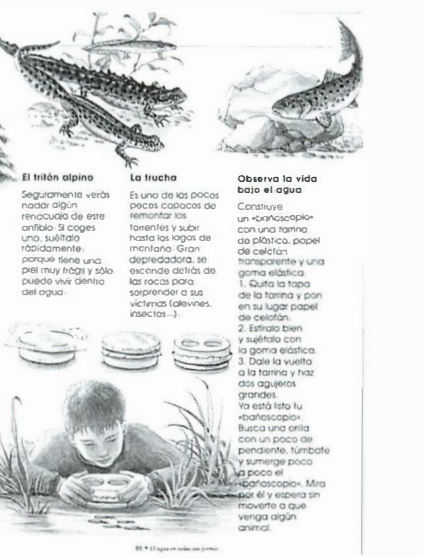 El tritón alpino
Seguramente verás
nadar algún
renacuajo de este
anfibio. Si coges
uno, suéltalo
rápidamente,
porque tiene una
piel muy frágil y sólo
puede vivir dentro
del agua.
La trucha
Es uno de los pocos
peces capaces de
remontar los
torrentes y subir
hasta los lagos de
montaña. Gran
depredadora, se
esconde detrás de
las rocas para
sorprender a sus
víctimas (alevines,
insectos...).
Observa la vida
bajo el agua
Construye
un «bañoscopio»
con una tarrina
de plástico, papel
de celofán
transparente y una
goma elástica.
1. Quita la tapa
de la tarrina y pon
en su lugar papel
de celofán.
2. Estíralo bien
y sujétalo con
la goma elástica.
3. Dale la vuelta
a la tarrina y haz
dos agujeros
grandes.
Ya está listo tu
«bañoscopio».
Busca una orilla
con un poco de
pendiente, túmbate
y sumerge poco
a poco el
«bañoscopio». Mira
por él y espera sin
moverte a que
venga algún
animal.
El agua en todas sus formas